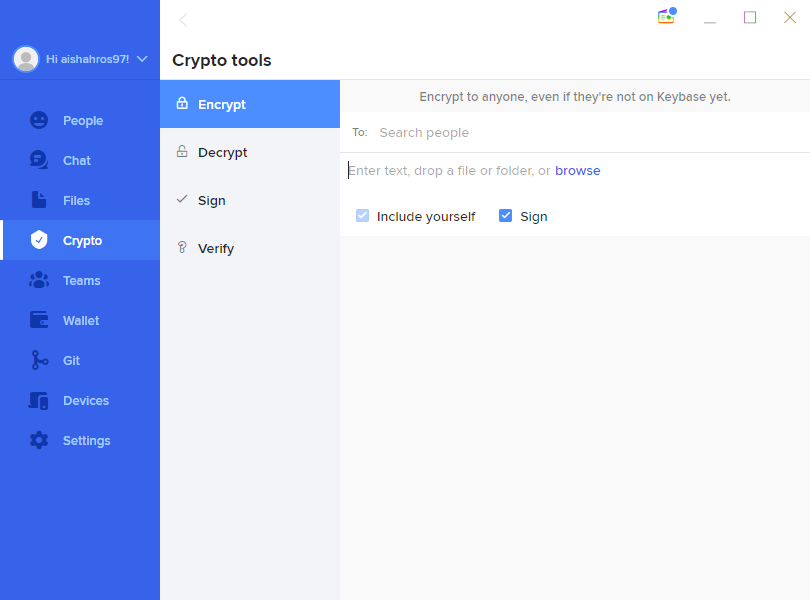 Hi aishahros97!
People
Chat
Files
Crypto
Teams
Wallet
Git
Devices
Settings
Crypto tools
Encrypt
Decrypt
Sign
Verify
Encrypt to anyone, even if they're not on Keybase yet.
To: Search people
Enter text, drop a file or folder, or browse
Include yourself Sign